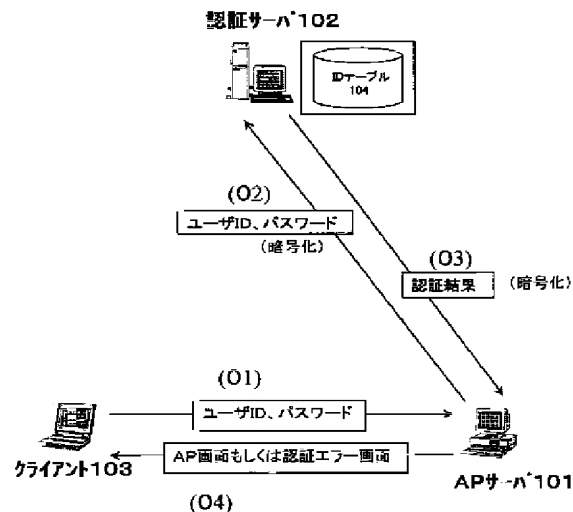 認証サーバ102
IDテーブル
104
(02)
ユーザID、パスワード
(暗号化)
(03)
認証結果 (暗号化)
(01)
ユーザID、パスワード
AP画面もしくは認証エラー画面
クライアント103
APサーバ101
(04)